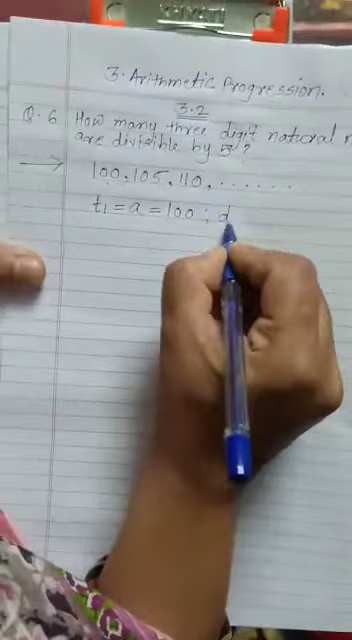 3. Arithmetic Progression.
3.2
Q.6 How many three digit natural
are divisible by 5?
100, 105, 110, .......
t1 = a = 100 ; d